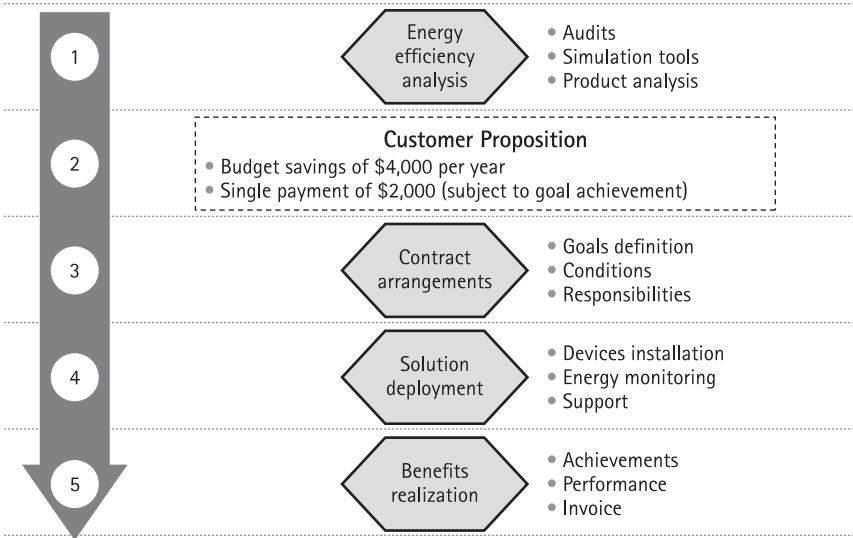 1
Energy
efficiency
analysis
• Audits
• Simulation tools
• Product analysis
2
Customer Proposition
• Budget savings of $4,000 per year
• Single payment of $2,000 (subject to goal achievement)
3
Contract
arrangements
• Goals definition
• Conditions
• Responsibilities
4
Solution
deployment
• Devices installation
• Energy monitoring
• Support
5
Benefits
realization
• Achievements
• Performance
• Invoice